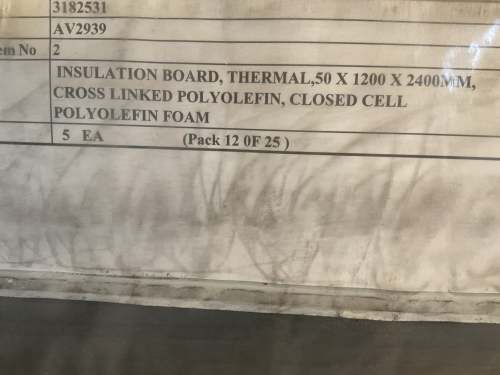 3182531
AV2939
em No 2
INSULATION BOARD, THERMAL,50 X 1200 X 2400MM,
CROSS LINKED POLYOLEFIN, CLOSED CELL
POLYOLEFIN FOAM
5 EA (Pack 12 0F 25 )